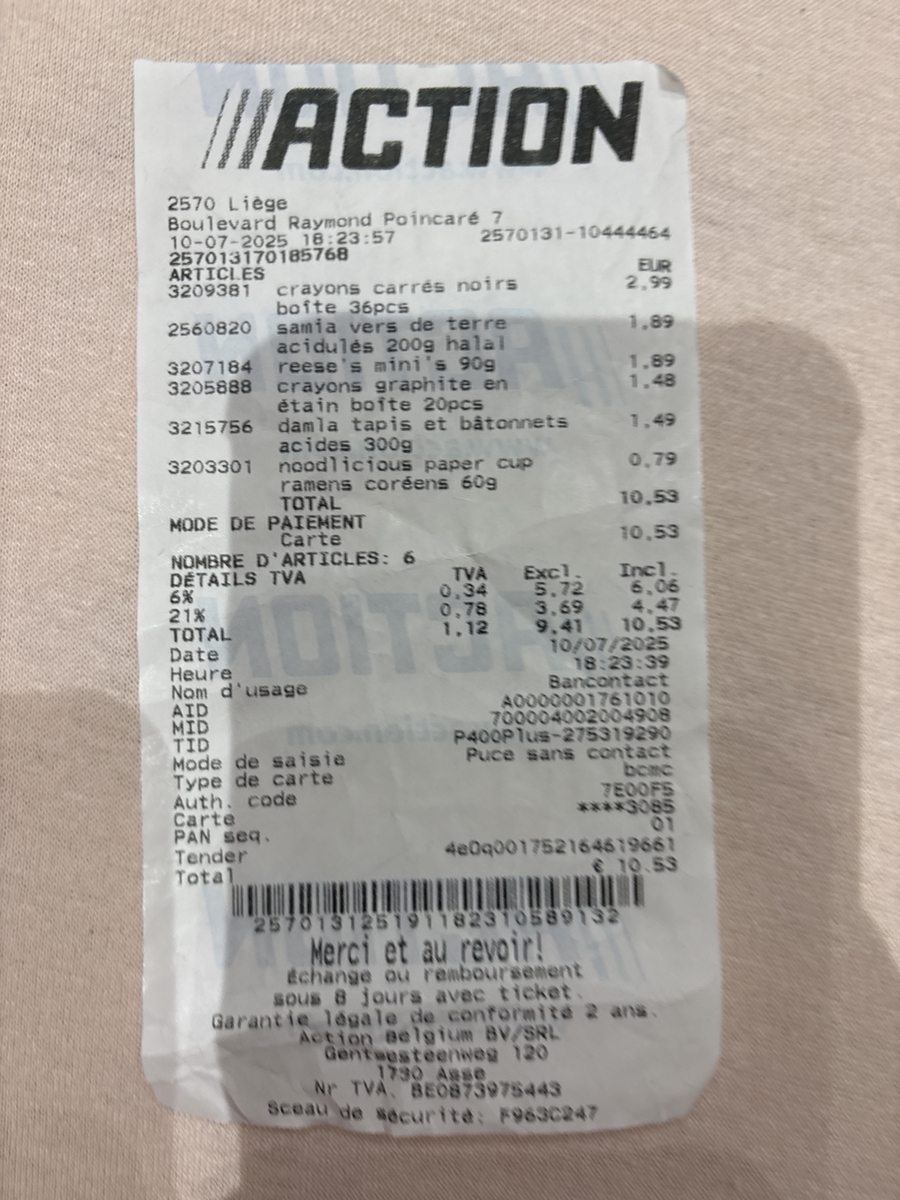 ACTION
2570 Liège
Boulevard Raymond Poincaré 7
10-07-2025 18:23:57 2570131-10444464
257013170185768
ARTICLES EUR
3209381 crayons carrés noirs 2,99
boîte 36pcs
2560820 samia vers de terre 1,89
acidulés 200g halal
3207184 reese's mini's 90g 1,89
3205888 crayons graphite en 1,48
étain boîte 20pcs
3215756 damla tapis et bâtonnets 1,49
acides 300g
3203301 noodlicious paper cup 0,79
ramens coréens 60g
TOTAL 10,53
MODE DE PAIEMENT
Carte 10,53
NOMBRE D'ARTICLES: 6
DÉTAILS TVA TVA Excl. Incl.
6% 0,34 5,72 6,06
21% 0,78 3,69 4,47
TOTAL 1,12 9,41 10,53
Date 10/07/2025
Heure 18:23:39
Nom d'usage Bancontact
AID A0000001761010
MID 700004002004908
TID P400Plus-275319290
Mode de saisie Puce sans contact
Type de carte bcmc
Auth. code 7E00F5
Carte ****3085
PAN seq. 01
Tender 4e0q001752164619661
Total € 10.53
257013125191182310589132
Merci et au revoir!
Échange ou remboursement
sous 8 jours avec ticket.
Garantie légale de conformité 2 ans.
Action Belgium BV/SRL
Gentsesteenweg 120
1730 Asse
Nr TVA. BE0873975443
Sceau de sécurité: F963C247